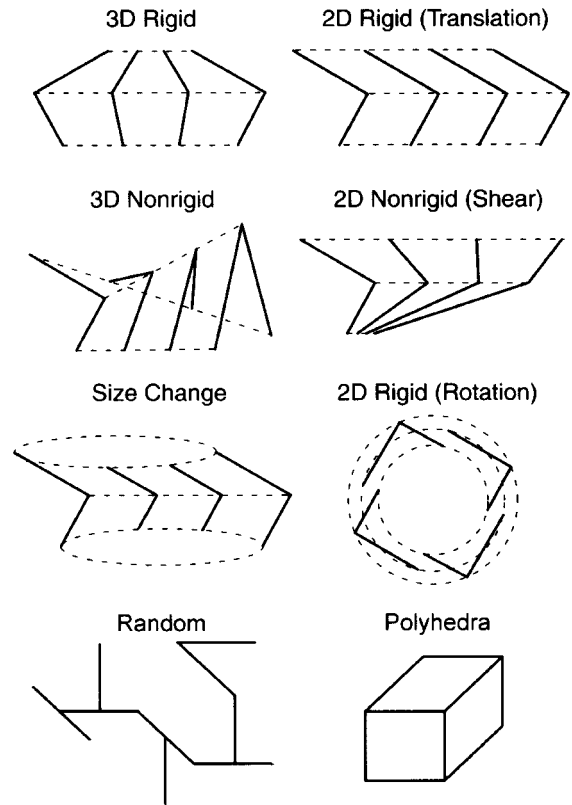 3D Rigid
2D Rigid (Translation)
3D Nonrigid
2D Nonrigid (Shear)
Size Change
2D Rigid (Rotation)
Random
Polyhedra